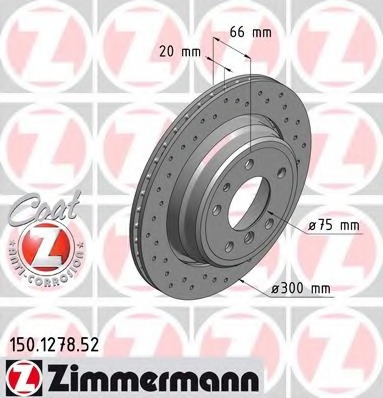 66 mm
20 mm
ø75 mm
ø300 mm
Coat
Z
ANTI-CORROSION
150.1278.52
Z Zimmermann